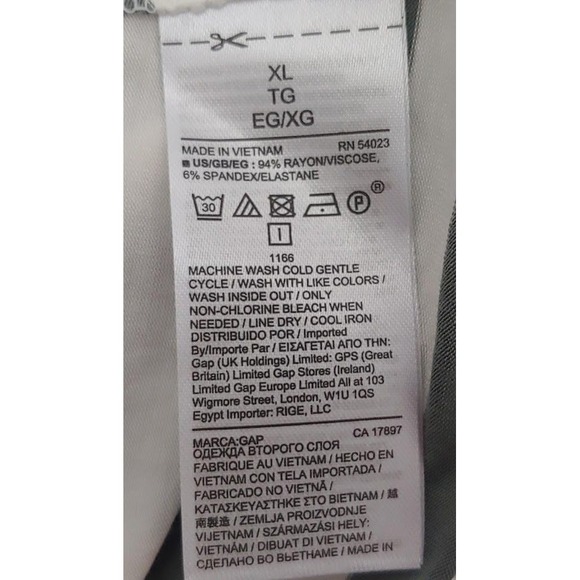 XL
TG
EG/XG
MADE IN VIETNAM RN 54023
■ US/GB/EG : 94% RAYON/VISCOSE,
6% SPANDEX/ELASTANE
30 P ®
I
1166
MACHINE WASH COLD GENTLE
CYCLE / WASH WITH LIKE COLORS /
WASH INSIDE OUT / ONLY
NON-CHLORINE BLEACH WHEN
NEEDED / LINE DRY / COOL IRON
DISTRIBUIDO POR / Imported
By/Importe Par / ΕΙΣΑΓΕΤΑΙ ΑΠΟ ΤΗΝ:
Gap (UK Holdings) Limited: GPS (Great
Britain) Limited Gap Stores (Ireland)
Limited Gap Europe Limited All at 103
Wigmore Street, London, W1U 1QS
Egypt Importer: RIGE, LLC
MARCA:GAP CA 17897
ОДЕЖДА ВТОРОГО СЛОЯ
FABRIQUE AU VIETNAM / HECHO EN
VIETNAM CON TELA IMPORTADA /
FABRICADO NO VIETNÃ /
ΚΑΤΑΣΚΕΥΑΖΗΚΕ ΣΤΟ ΒΙΕΤΝΑΜ / 越
南製造 / ZEMLJA PROIZVODNJE
VIJETNAM / SZÁRMAZÁSI HELY:
VIETNÁM / DIBUAT DI VIETNAM /
СДЕЛАНО ВО ВЬЕТНАМЕ / MADE IN